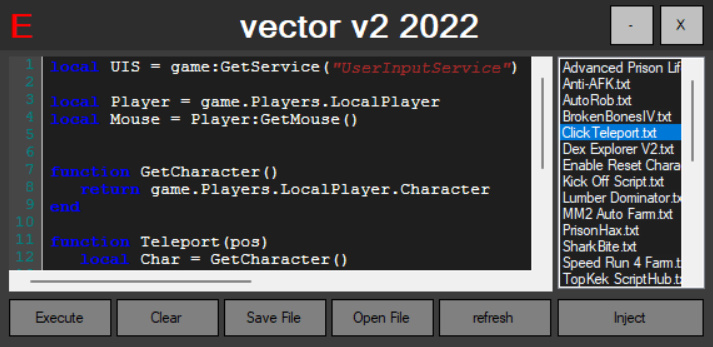 E vector v2 2022 - X
1 local UIS = game:GetService("UserInputService")
2
3 local Player = game.Players.LocalPlayer
4 local Mouse = Player:GetMouse()
5
6
7 function GetCharacter()
8 return game.Players.LocalPlayer.Character
9 end
10
11 function Teleport(pos)
12 local Char = GetCharacter()
Advanced Prison Lif
Anti-AFK.txt
AutoRob.txt
BrokenBonesIV.txt
ClickTeleport.txt
Dex Explorer V2.txt
Enable Reset Chara
Kick Off Script.txt
Lumber Dominator.tx
MM2 Auto Farm.txt
PrisonHax.txt
SharkBite.txt
Speed Run 4 Farm.t
TopKek ScriptHub.t
Execute Clear Save File Open File refresh Inject